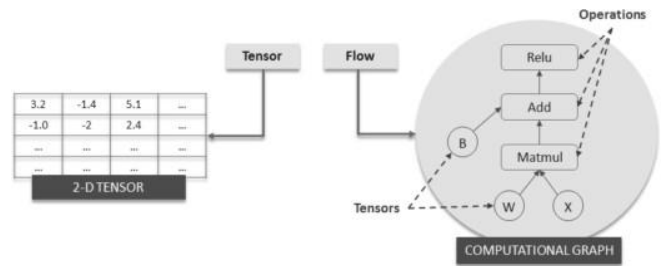 Operations
Tensor
Flow
Relu
3.2 -1.4 5.1 ...
Add
-1.0 -2 2.4 ...
... ... ... ...
B
Matmul
... ... ... ...
2-D TENSOR
Tensors
W
X
COMPUTATIONAL GRAPH